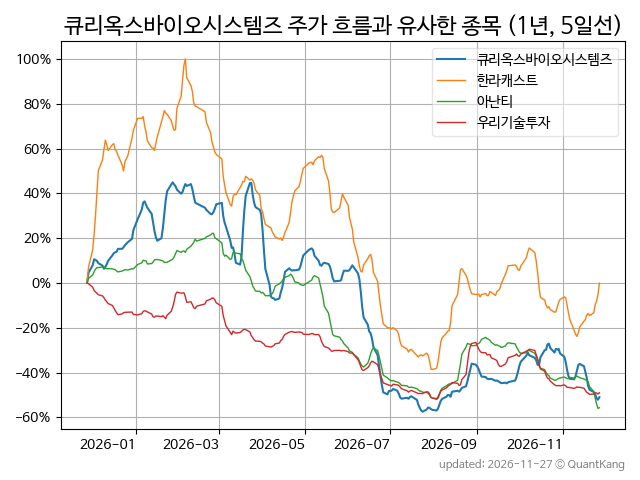 큐리옥스바이오시스템즈 주가 흐름과 유사한 종목 (1년, 5일선)
큐리옥스바이오시스템즈
한라캐스트
아난티
우리기술투자
100%
80%
60%
40%
20%
0%
−20%
−40%
−60%
2026-01
2026-03
2026-05
2026-07
2026-09
2026-11
updated: 2026-11-27 © QuantKang